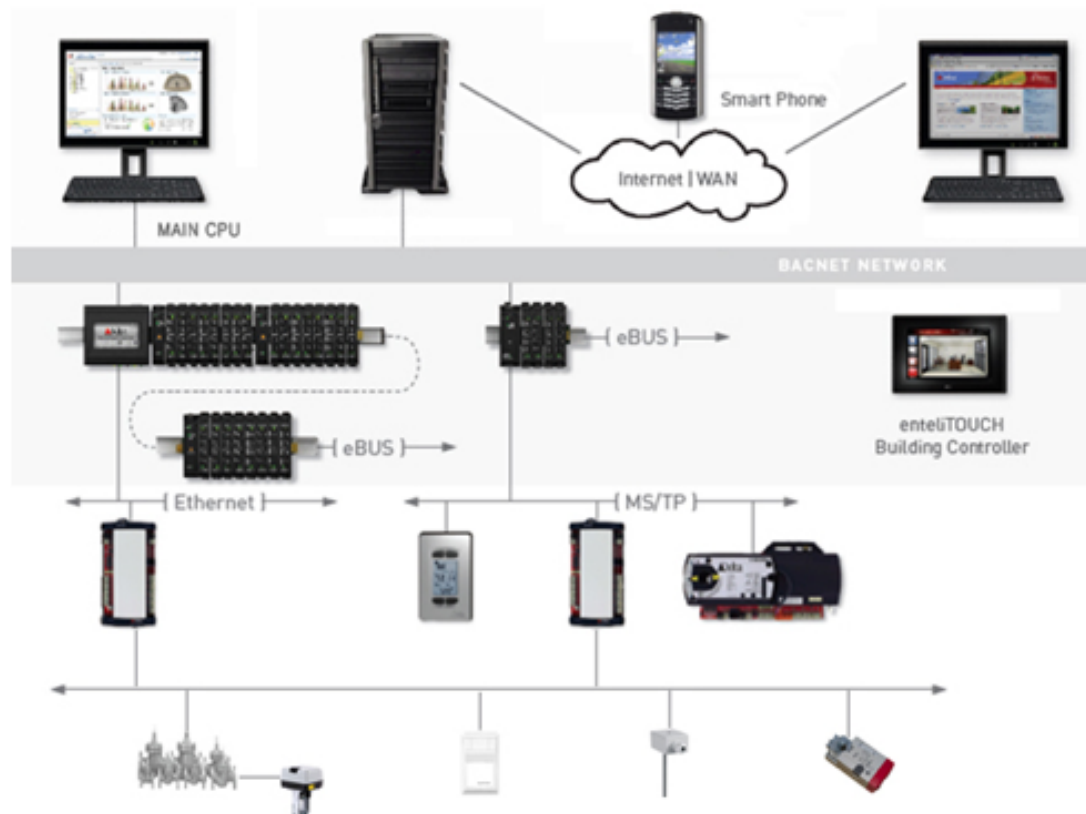 Smart Phone
Internet | WAN
MAIN CPU
BACNET NETWORK
eBUS
enteliTOUCH
Building Controller
eBUS
Ethernet
MS/TP